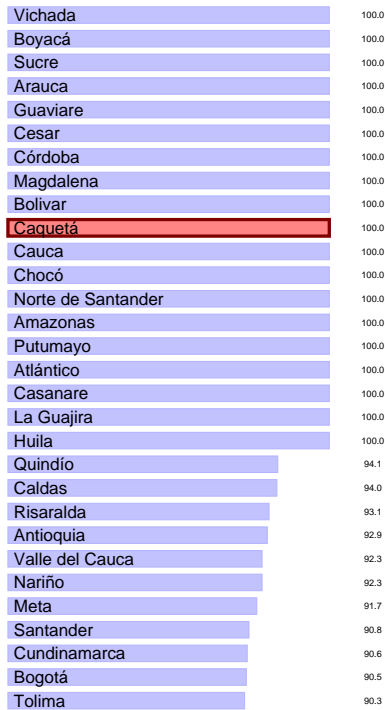 Vichada 100.0
Boyacá 100.0
Sucre 100.0
Arauca 100.0
Guaviare 100.0
Cesar 100.0
Córdoba 100.0
Magdalena 100.0
Bolivar 100.0
Caquetá 100.0
Cauca 100.0
Chocó 100.0
Norte de Santander 100.0
Amazonas 100.0
Putumayo 100.0
Atlántico 100.0
Casanare 100.0
La Guajira 100.0
Huila 100.0
Quindío 94.1
Caldas 94.0
Risaralda 93.1
Antioquia 92.9
Valle del Cauca 92.3
Nariño 92.3
Meta 91.7
Santander 90.8
Cundinamarca 90.6
Bogotá 90.5
Tolima 90.3